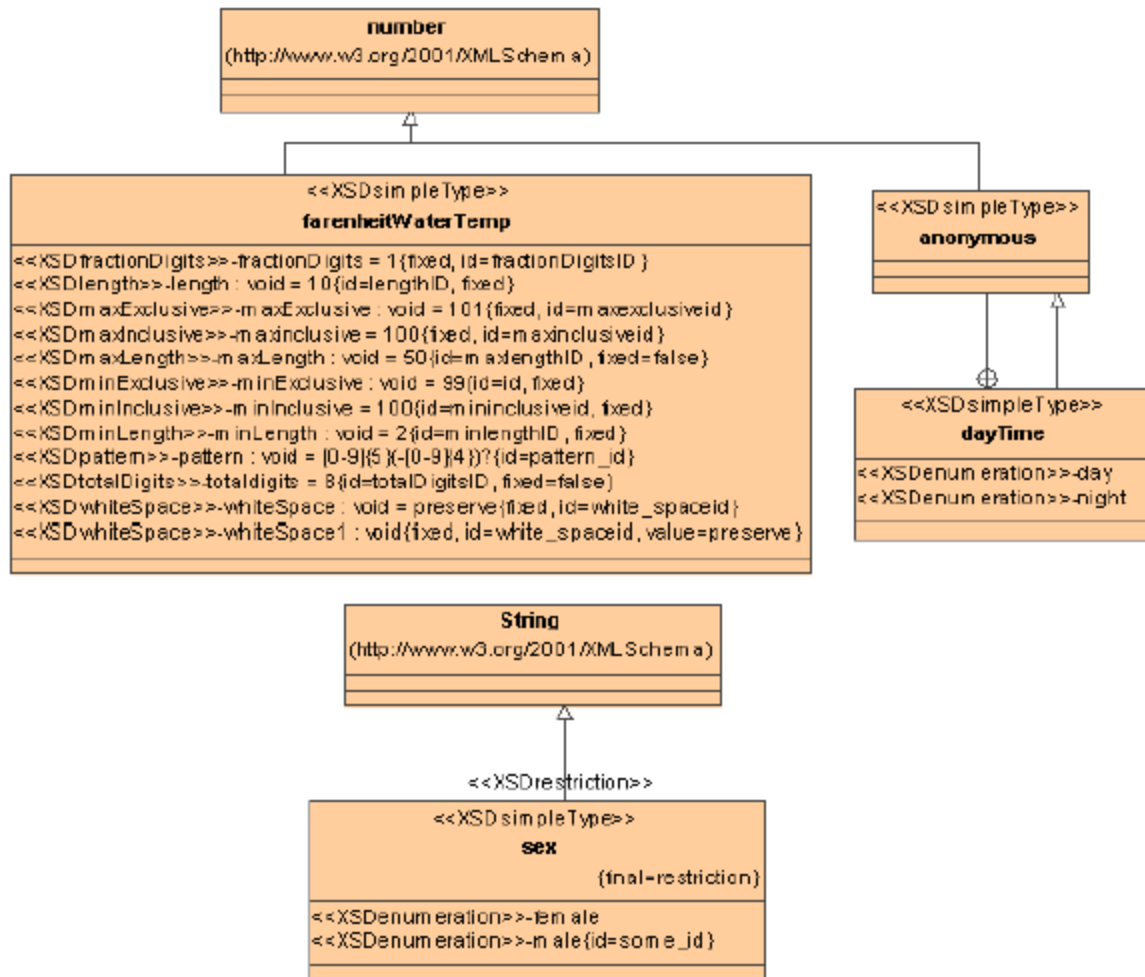 number
(http://www.w3.org/2001/XMLSchema)
<<XSDsimpleType>>
farenheitWaterTemp
<<XSDfractionDigits>>-fractionDigits = 1{fixed, id=fractionDigitsID }
<<XSDlength>>-length : void = 10{id=lengthID, fixed}
<<XSDmaxExclusive>>-maxExclusive : void = 101{fixed, id=maxexclusiveid}
<<XSDmaxInclusive>>-maxinclusive = 100{fixed, id=maxinclusiveid}
<<XSDmaxLength>>-maxLength : void = 50{id=maxlengthID, fixed=false}
<<XSDminExclusive>>-minExclusive : void = 99{id=id, fixed}
<<XSDminInclusive>>-minInclusive = 100{id=mininclusiveid, fixed}
<<XSDminLength>>-minLength : void = 2{id=minlengthID, fixed}
<<XSDpattern>>-pattern : void = [0-9]{5}(-[0-9]{4})?{id=pattern_id}
<<XSDtotalDigits>>-totaldigits = 8{id=totalDigitsID, fixed=false}
<<XSDwhiteSpace>>-whiteSpace : void = preserve{fixed, id=white_spaceid}
<<XSDwhiteSpace>>-whiteSpace1 : void{fixed, id=white_spaceid, value=preserve}
<<XSDsimpleType>>
anonymous
<<XSDsimpleType>>
dayTime
<<XSDenumeration>>-day
<<XSDenumeration>>-night
String
(http://www.w3.org/2001/XMLSchema)
<<XSDrestriction>>
<<XSDsimpleType>>
sex
{final=restriction}
<<XSDenumeration>>-female
<<XSDenumeration>>-male{id=some_id}